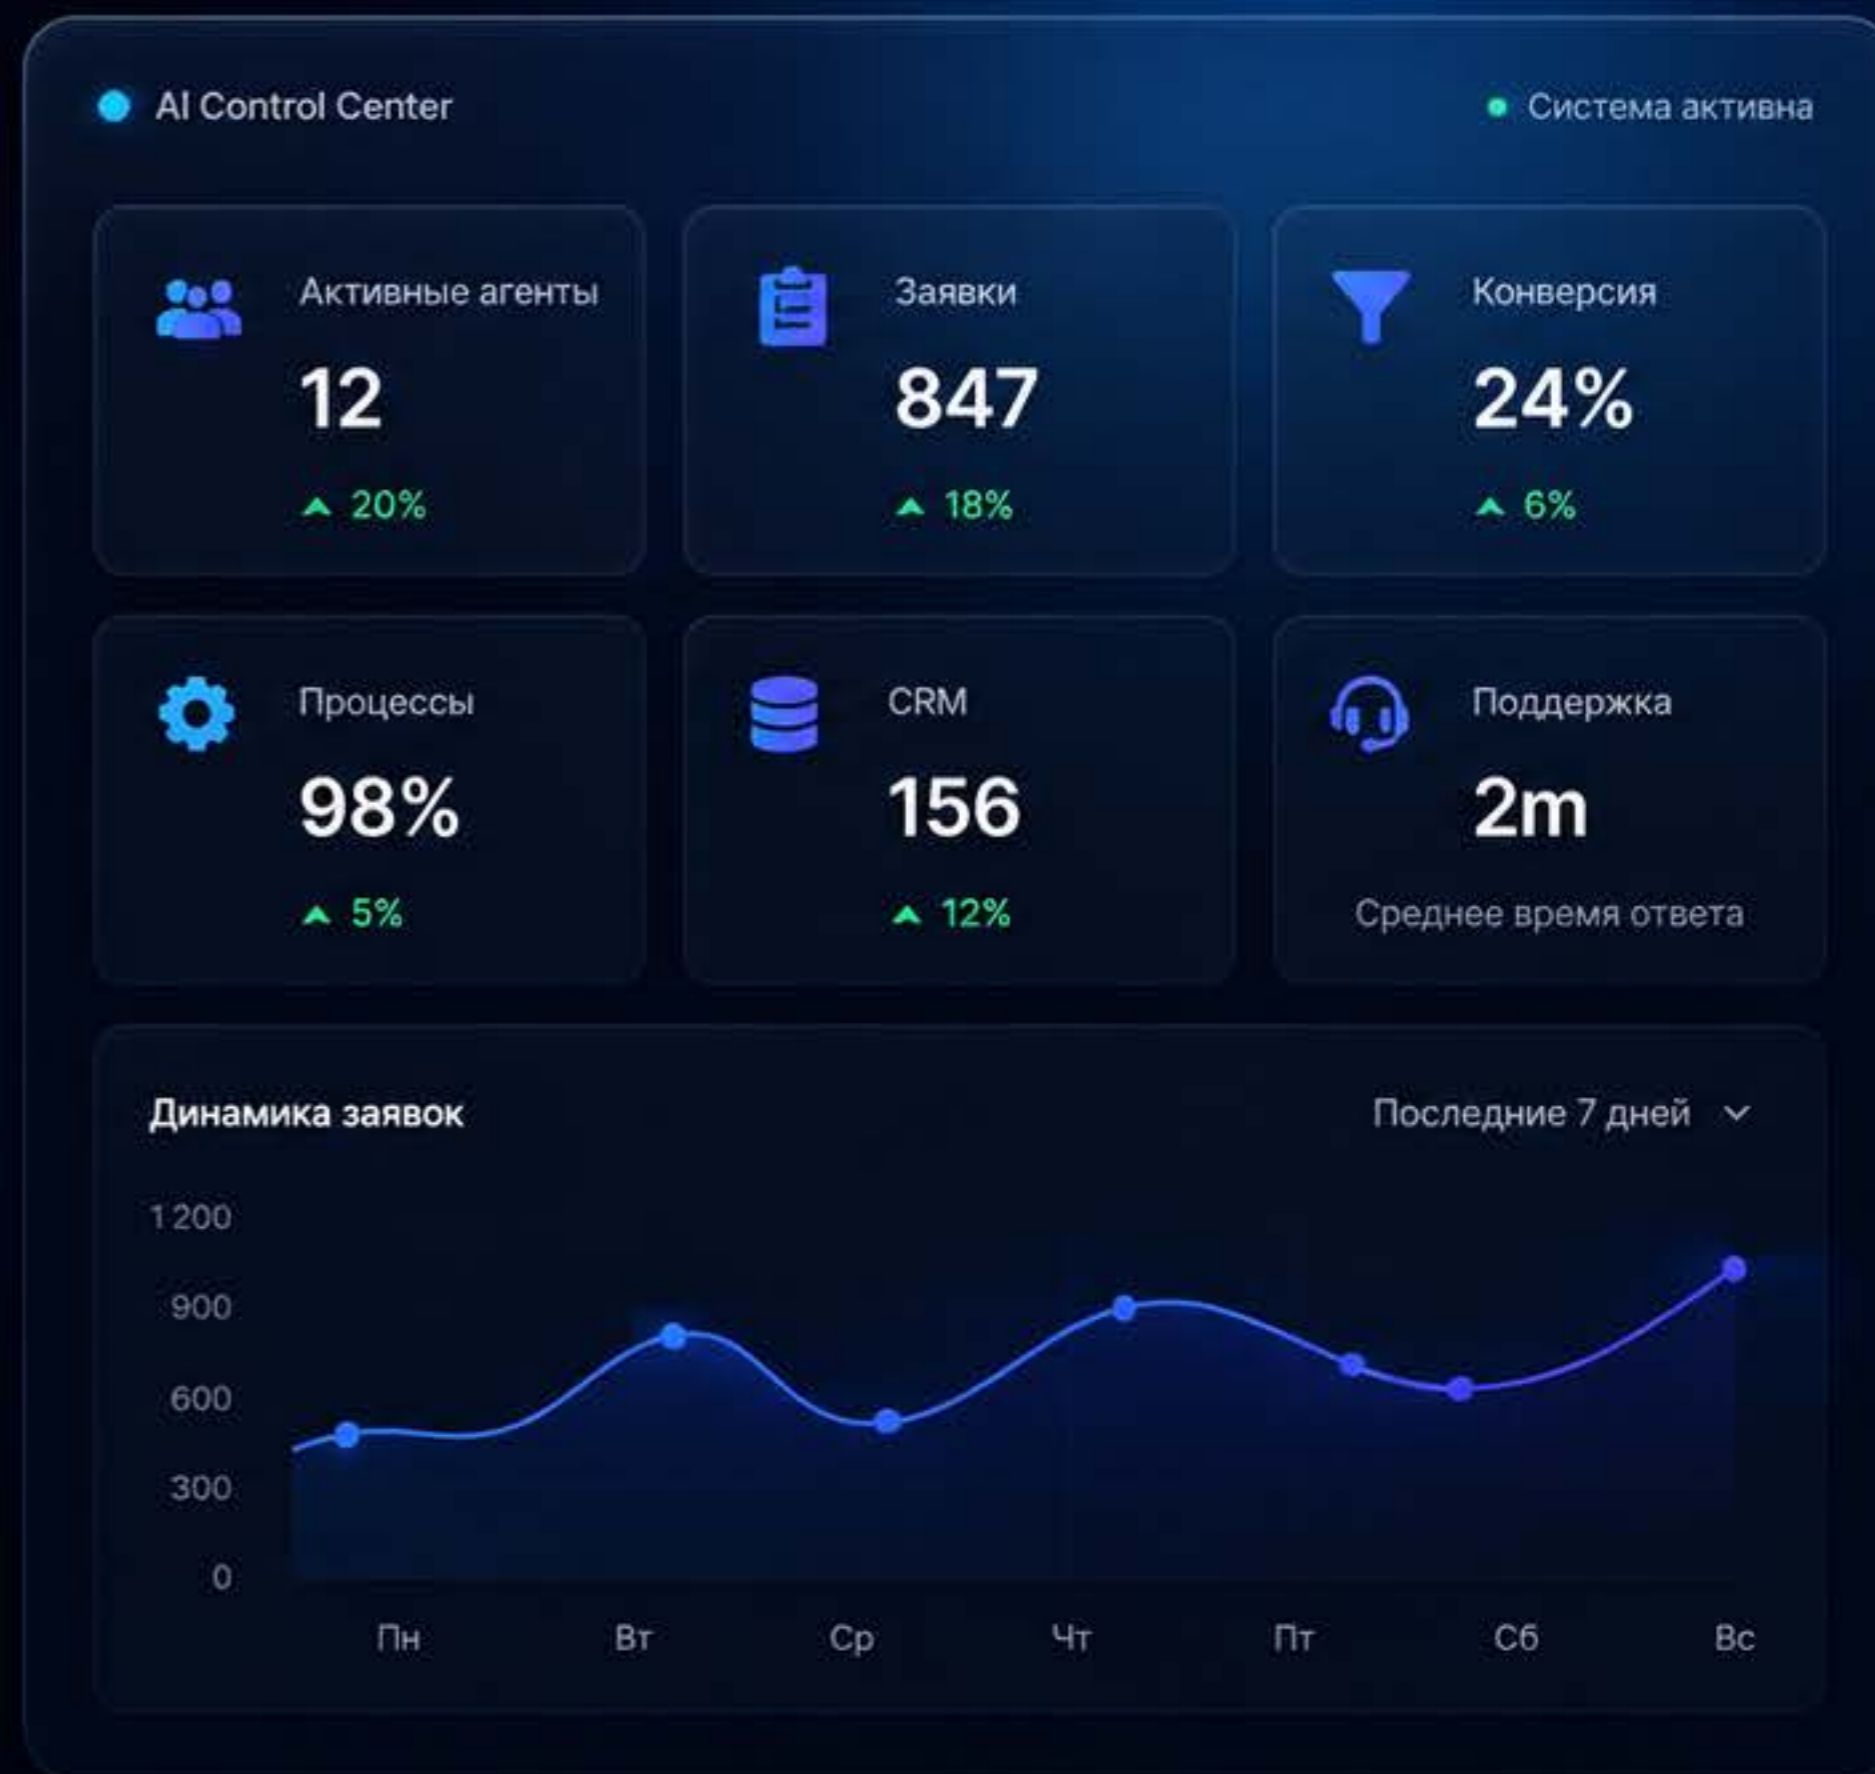 AI Control Center
Система активна
Активные агенты
Заявки
Конверсия
12
847
24%
20%
18%
6%
Процессы
CRM
Поддержка
98%
156
2m
5%
12%
Среднее время ответа
Динамика заявок
Последние 7 дней
1 200
900
600
300
0
Пн Вт Ср Чт Пт Сб Вс